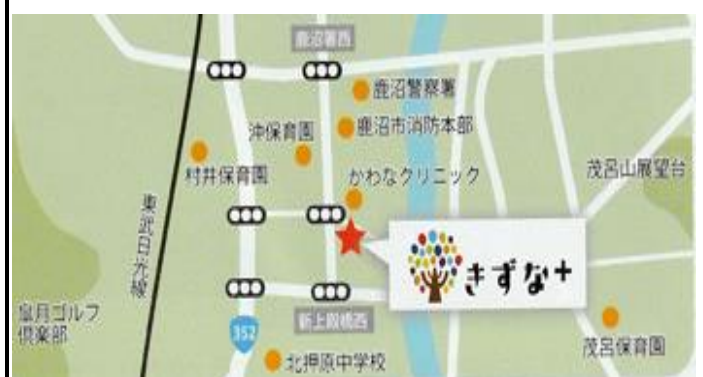 鹿沼署西
鹿沼警察署
鹿沼市消防本部
沖保育園
村井保育園
かわなクリニック
茂呂山展望台
東武日光線
きずな+
皐月ゴルフ
倶楽部
352
新上殿橋西
茂呂保育園
北押原中学校